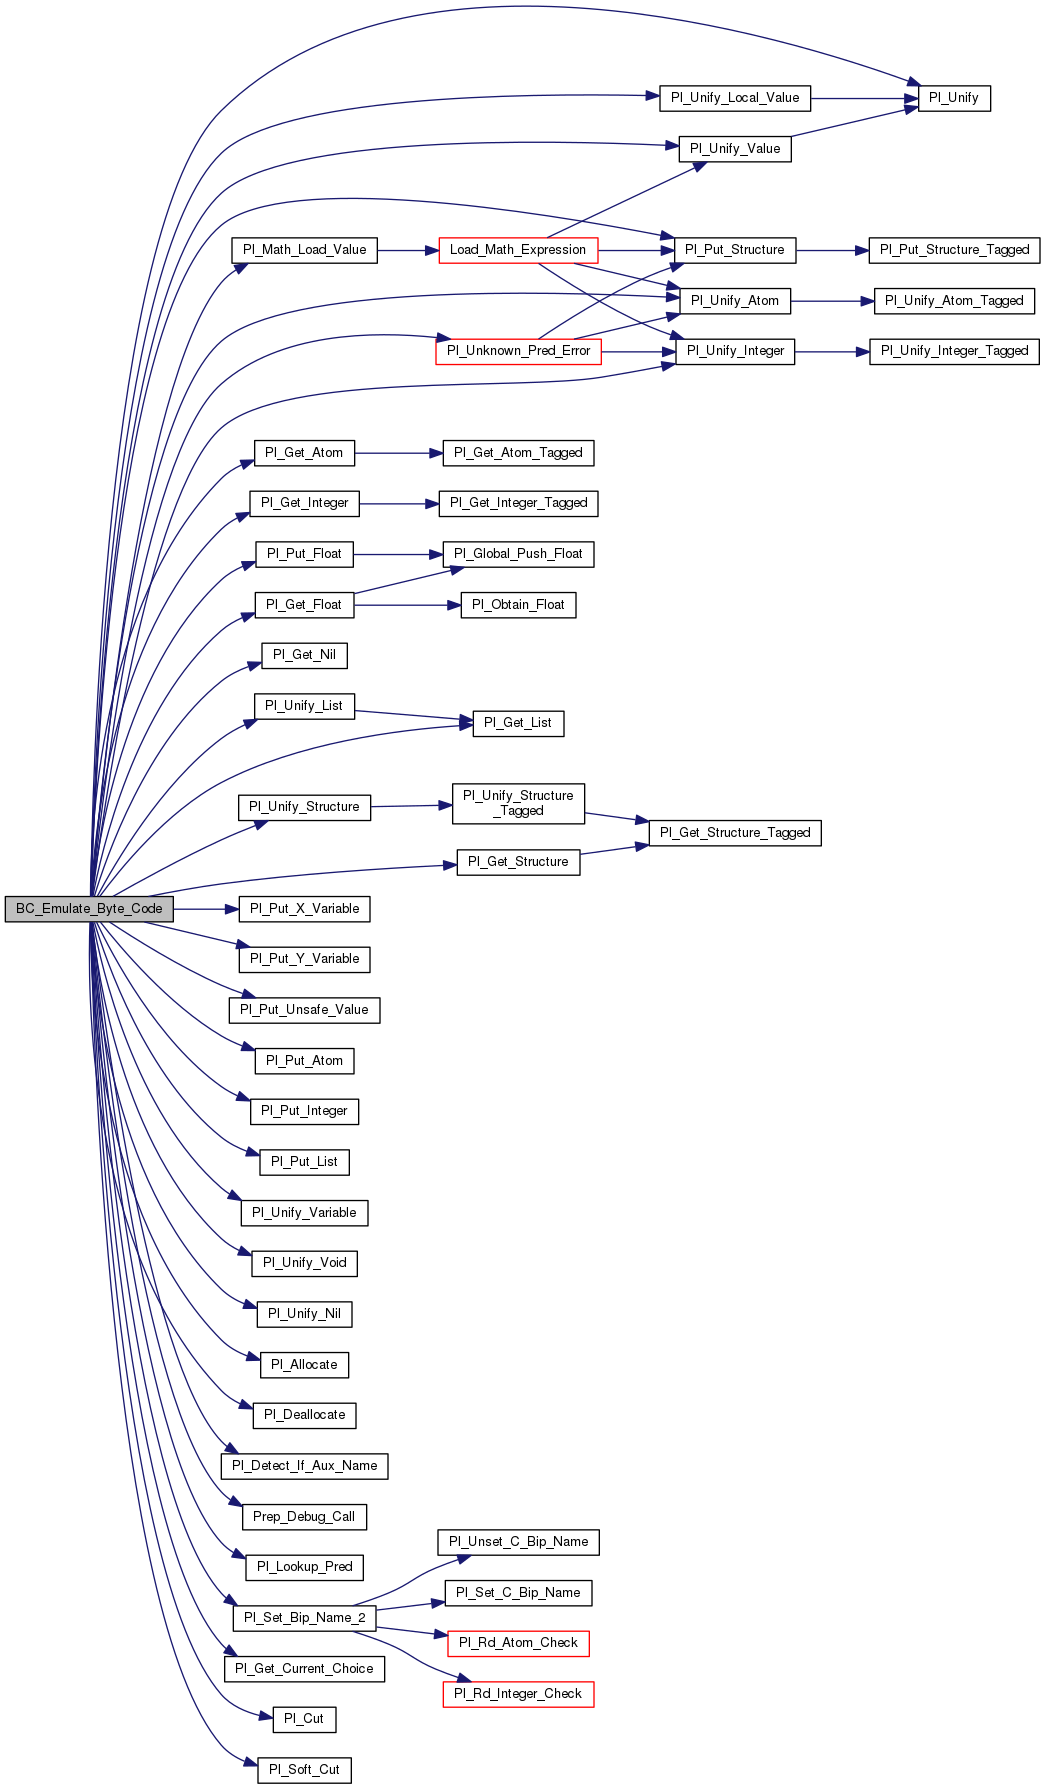 Pl_Unify_Local_Value
Pl_Unify
Pl_Unify_Value
Pl_Math_Load_Value
Load_Math_Expression
Pl_Put_Structure
Pl_Put_Structure_Tagged
Pl_Unify_Atom
Pl_Unify_Atom_Tagged
Pl_Unknown_Pred_Error
Pl_Unify_Integer
Pl_Unify_Integer_Tagged
Pl_Get_Atom
Pl_Get_Atom_Tagged
Pl_Get_Integer
Pl_Get_Integer_Tagged
Pl_Put_Float
Pl_Global_Push_Float
Pl_Get_Float
Pl_Obtain_Float
Pl_Get_Nil
Pl_Unify_List
Pl_Get_List
Pl_Unify_Structure
Pl_Unify_Structure
_Tagged
Pl_Get_Structure_Tagged
Pl_Get_Structure
BC_Emulate_Byte_Code
Pl_Put_X_Variable
Pl_Put_Y_Variable
Pl_Put_Unsafe_Value
Pl_Put_Atom
Pl_Put_Integer
Pl_Put_List
Pl_Unify_Variable
Pl_Unify_Void
Pl_Unify_Nil
Pl_Allocate
Pl_Deallocate
Pl_Detect_If_Aux_Name
Prep_Debug_Call
Pl_Unset_C_Bip_Name
Pl_Lookup_Pred
Pl_Set_C_Bip_Name
Pl_Set_Bip_Name_2
Pl_Rd_Atom_Check
Pl_Get_Current_Choice
Pl_Rd_Integer_Check
Pl_Cut
Pl_Soft_Cut